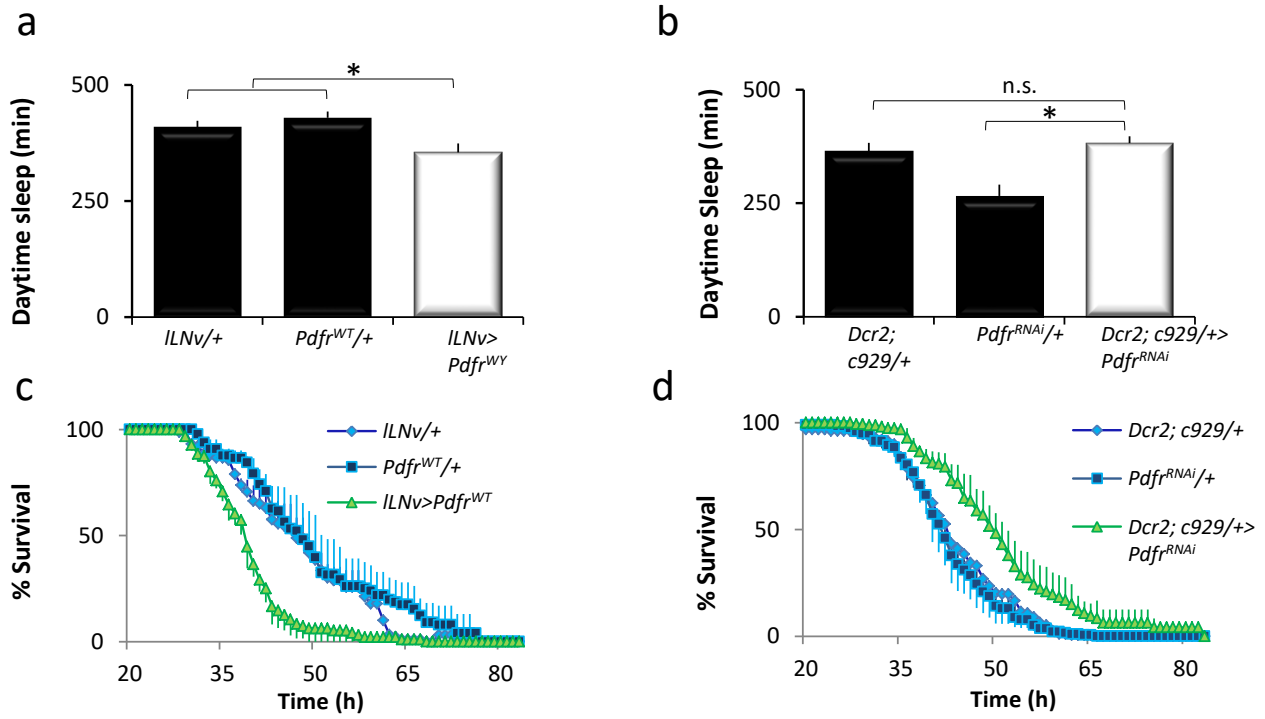 a
Daytime sleep (min)
500
250
0
*
lLNv/+
Pdfr^WT/+
lLNv>
Pdfr^WY
b
Daytime Sleep (min)
500
250
0
n.s.
*
Dcr2;
c929/+
Pdfr^RNAi/+
Dcr2; c929/+>
Pdfr^RNAi
c
% Survival
100
50
0
20 35 50 65 80
Time (h)
lLNv/+
Pdfr^WT/+
lLNv>Pdfr^WT
d
% Survival
100
50
0
20 35 50 65 80
Time (h)
Dcr2; c929/+
Pdfr^RNAi/+
Dcr2; c929/+>
Pdfr^RNAi